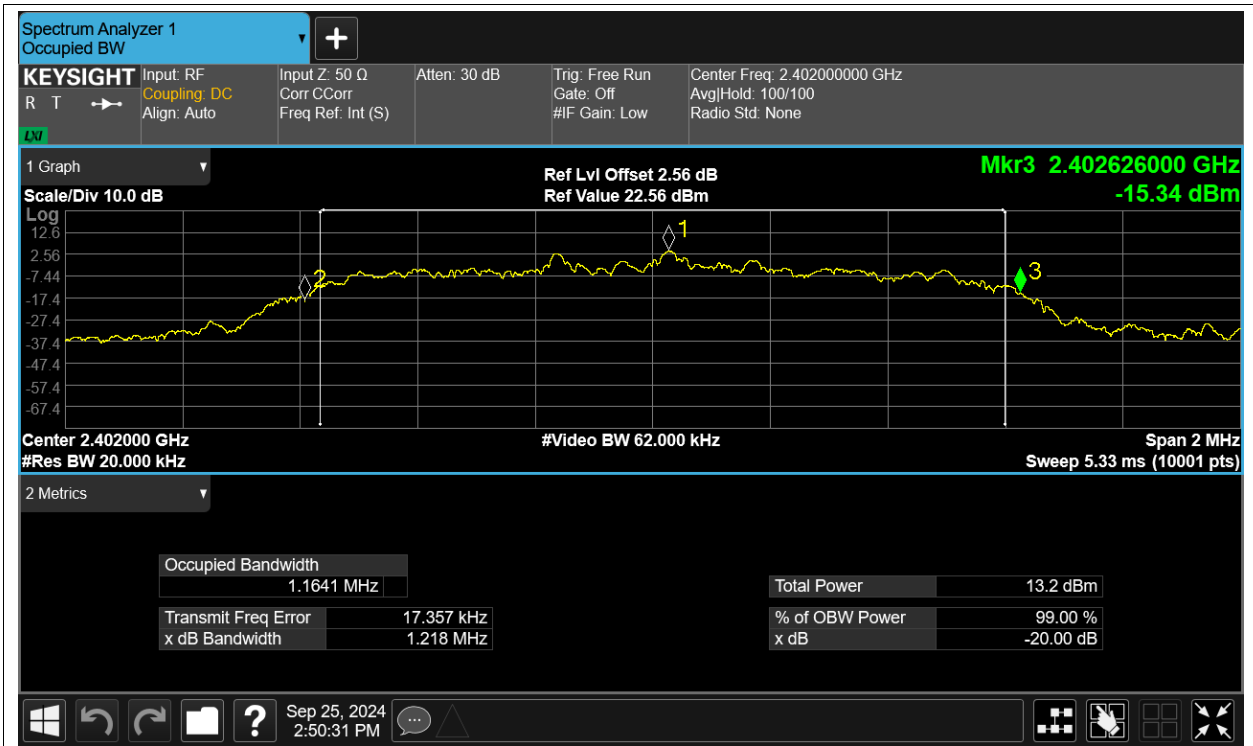 Spectrum Analyzer 1
Occupied BW
KEYSIGHT
R T
LXI
Input: RF
Coupling: DC
Align: Auto
Input Z: 50 Ω
Corr CCorr
Freq Ref: Int (S)
Atten: 30 dB
Trig: Free Run
Gate: Off
#IF Gain: Low
Center Freq: 2.402000000 GHz
Avg|Hold: 100/100
Radio Std: None
1 Graph
Scale/Div 10.0 dB
Ref Lvl Offset 2.56 dB
Ref Value 22.56 dBm
Mkr3 2.402626000 GHz
-15.34 dBm
Log
12.6
2.56
-7.44
-17.4
-27.4
-37.4
-47.4
-57.4
-67.4
1
2
3
Center 2.402000 GHz
#Res BW 20.000 kHz
#Video BW 62.000 kHz
Span 2 MHz
Sweep 5.33 ms (10001 pts)
2 Metrics
Occupied Bandwidth
1.1641 MHz
Transmit Freq Error 17.357 kHz
x dB Bandwidth 1.218 MHz
Total Power 13.2 dBm
% of OBW Power 99.00 %
x dB -20.00 dB
?
Sep 25, 2024
2:50:31 PM